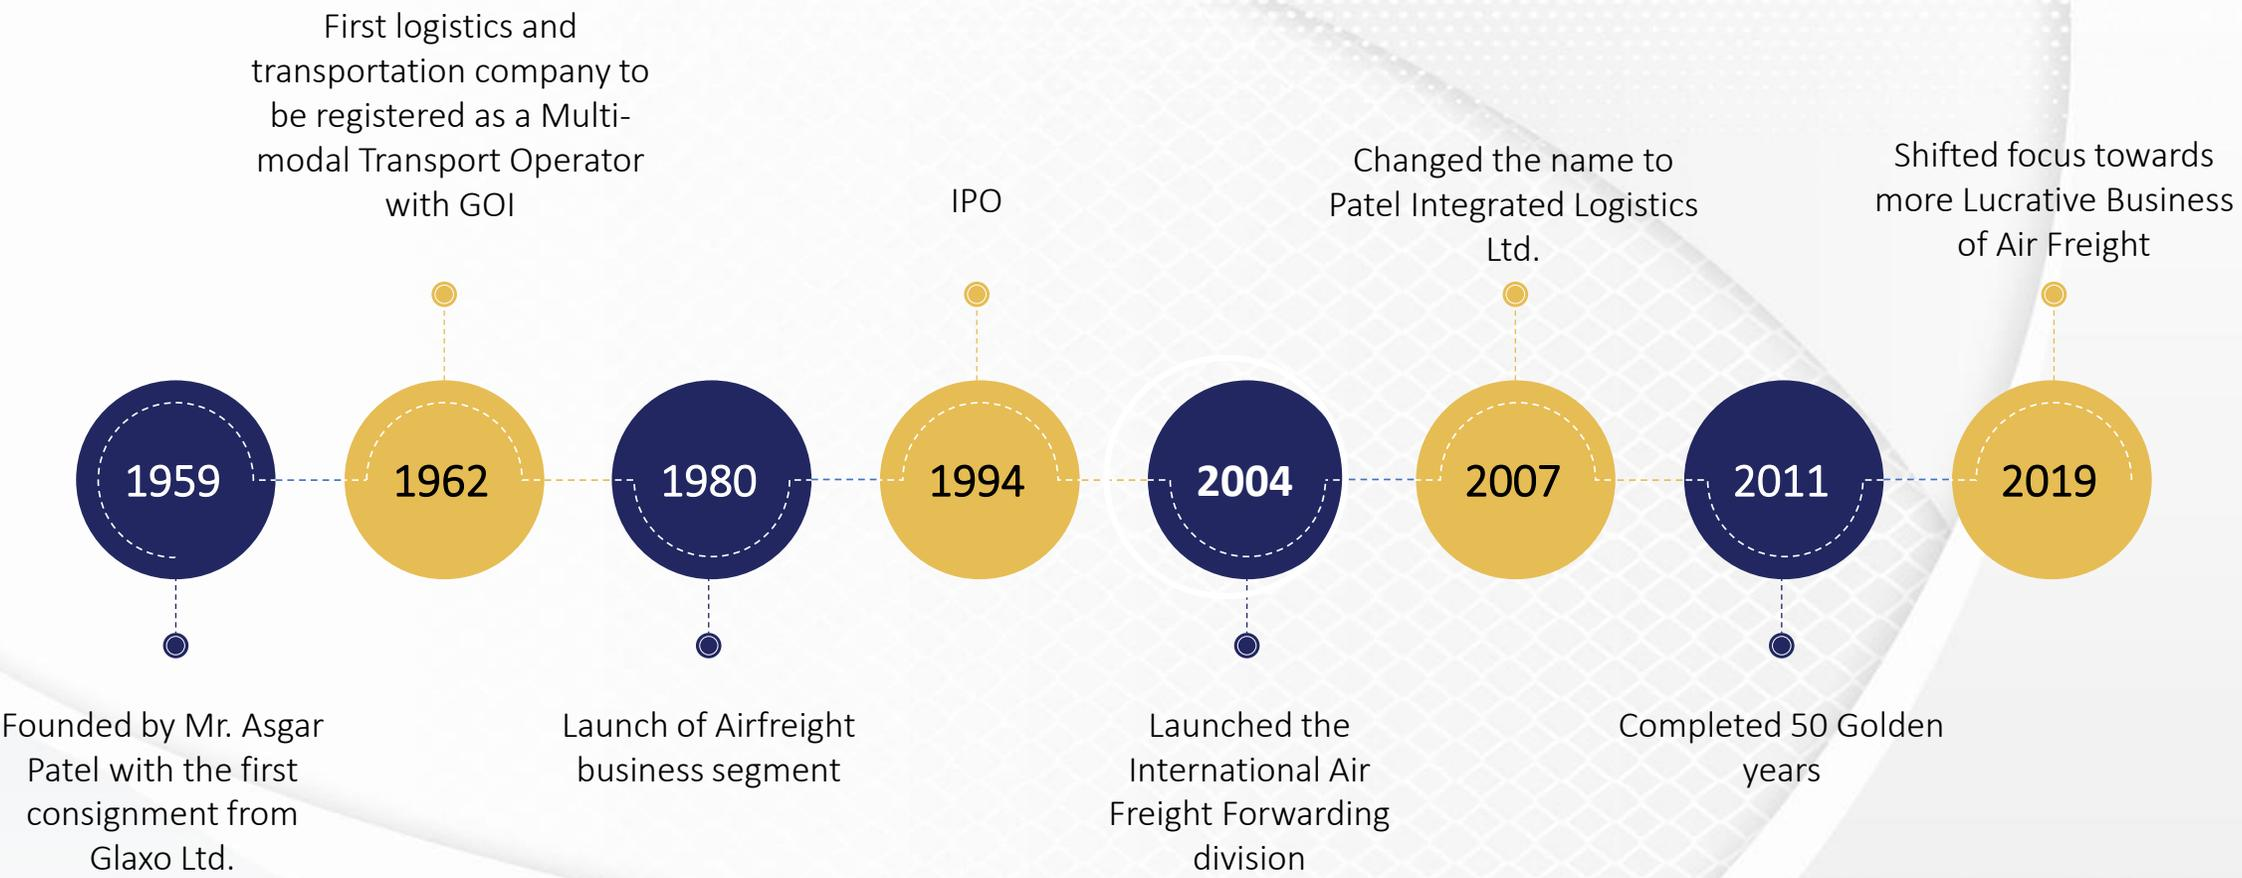 First logistics and
transportation company to
be registered as a Multi-
modal Transport Operator
with GOI
IPO
Changed the name to
Patel Integrated Logistics
Ltd.
Shifted focus towards
more Lucrative Business
of Air Freight
1959
1962
1980
1994
2004
2007
2011
2019
Founded by Mr. Asgar
Patel with the first
consignment from
Glaxo Ltd.
Launch of Airfreight
business segment
Launched the
International Air
Freight Forwarding
division
Completed 50 Golden
years